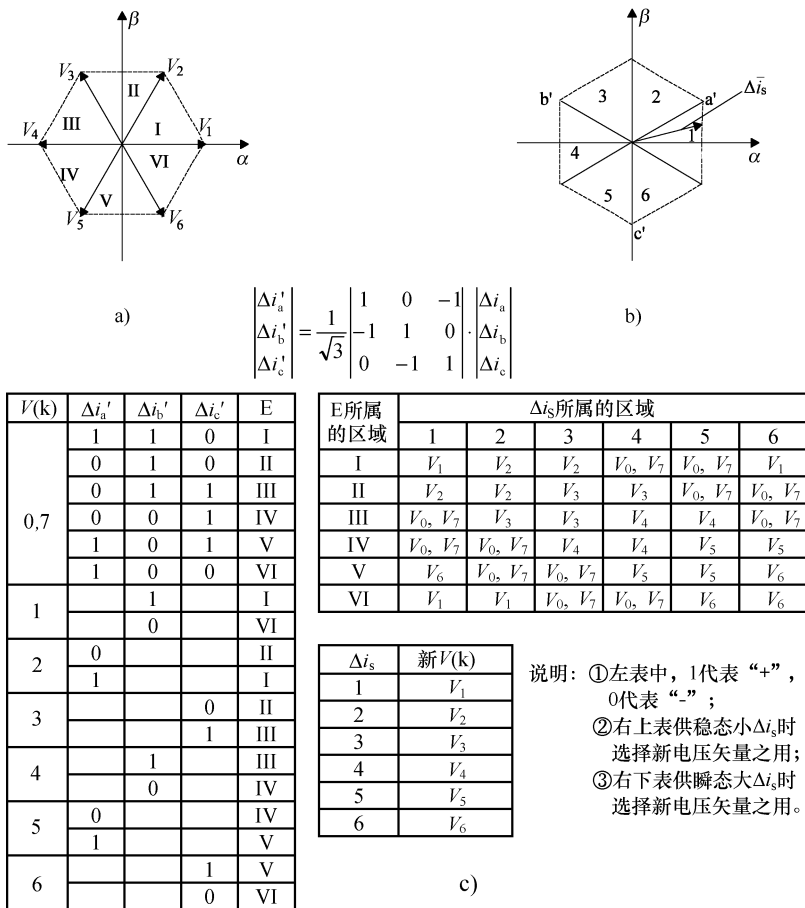 β
V₃
V₂
II
III
I
V₄
V₁
α
IV
VI
V
V₅
V₆
a)
β
Δi̅s
b'
3
2
a'
1
4
α
5
6
c'
b)
|Δia'| |1 0 -1| |Δia|
|Δib'| = 1/√3 |-1 1 0| · |Δib|
|Δic'| |0 -1 1| |Δic|
V(k) Δia' Δib' Δic' E
0,7
1 1 0 I
0 1 0 II
0 1 1 III
0 0 1 IV
1 0 1 V
1 0 0 VI
1
1 I
0 VI
2
0 II
1 I
3
0 II
1 III
4
1 III
0 IV
5
0 IV
1 V
6
1 V
0 VI
E所属的区域 ΔiS所属的区域
1 2 3 4 5 6
I V₁ V₂ V₂ V₀, V₇ V₀, V₇ V₁
II V₂ V₂ V₃ V₃ V₀, V₇ V₀, V₇
III V₀, V₇ V₃ V₃ V₄ V₄ V₀, V₇
IV V₀, V₇ V₀, V₇ V₄ V₄ V₅ V₅
V V₆ V₀, V₇ V₀, V₇ V₅ V₅ V₆
VI V₁ V₁ V₀, V₇ V₀, V₇ V₆ V₆
Δis 新V(k)
1 V₁
2 V₂
3 V₃
4 V₄
5 V₅
6 V₆
说明：①左表中，1代表“+”，
0代表“-”；
②右上表供稳态小Δis时
选择新电压矢量之用；
③右下表供瞬态大Δis时
选择新电压矢量之用。
c)